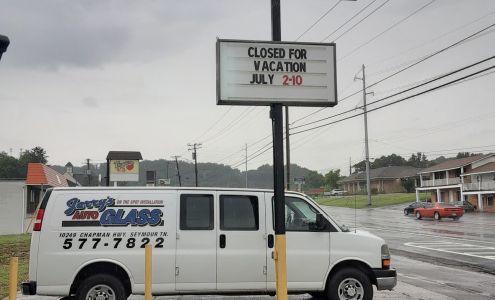 CLOSED FOR
VACATION
JULY 2-10
Jerry's ON THE SPOT INSTALLATION
AUTO GLASS
10249 CHAPMAN HWY. SEYMOUR TN.
577-7822